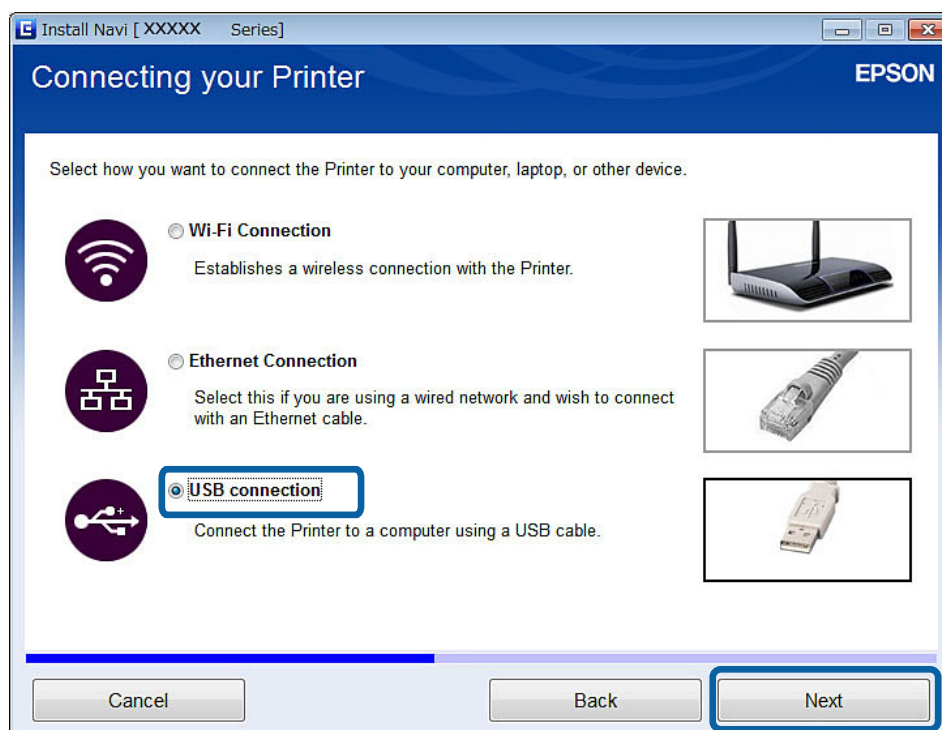 Install Navi [ XXXXX Series]
Connecting your Printer
EPSON
Select how you want to connect the Printer to your computer, laptop, or other device.
Wi-Fi Connection
Establishes a wireless connection with the Printer.
Ethernet Connection
Select this if you are using a wired network and wish to connect
with an Ethernet cable.
USB connection
Connect the Printer to a computer using a USB cable.
Cancel
Back
Next